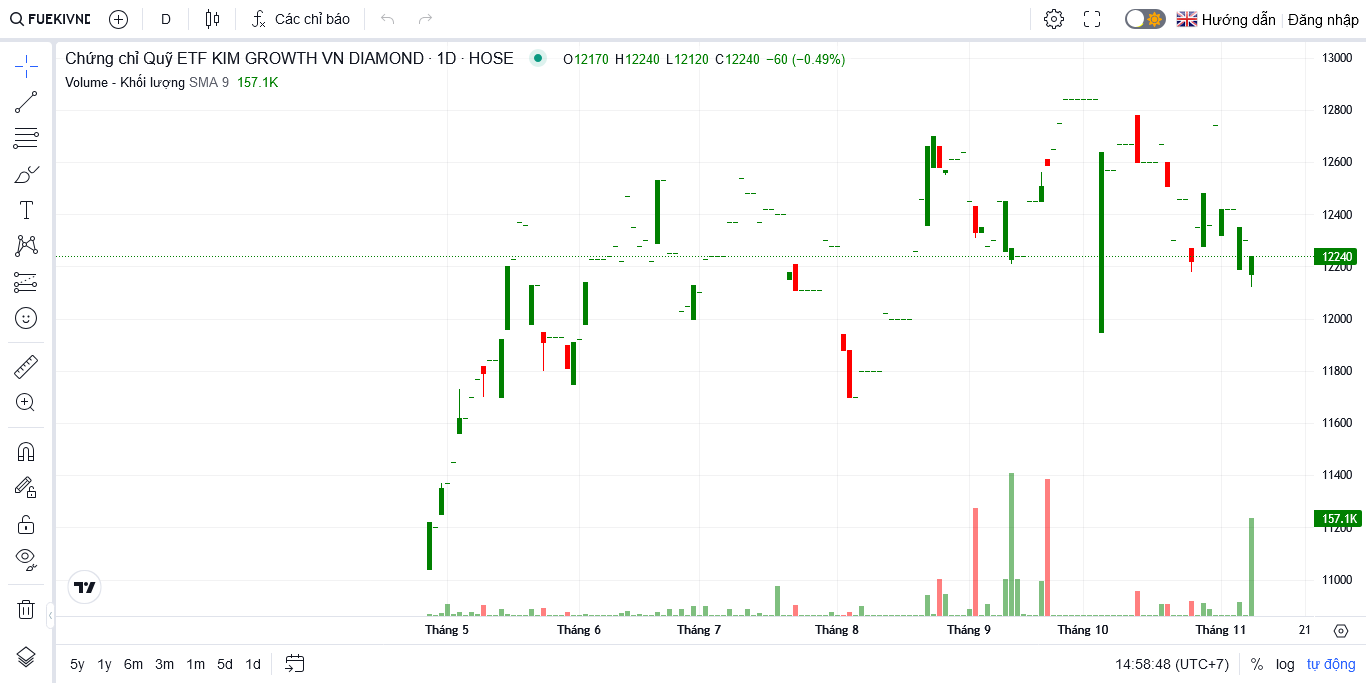 FUEKIVND D Các chỉ báo Hướng dẫn Đăng nhập
Chứng chỉ Quỹ ETF KIM GROWTH VN DIAMOND · 1D · HOSE O12170 H12240 L12120 C12240 −60 (−0.49%)
Volume - Khối lượng SMA 9 157.1K
13000
12800
12600
12400
12240
12200
12000
11800
11600
11400
157.1K
11200
11000
Tháng 5 Tháng 6 Tháng 7 Tháng 8 Tháng 9 Tháng 10 Tháng 11 21
5y 1y 6m 3m 1m 5d 1d 14:58:48 (UTC+7) % log tự động